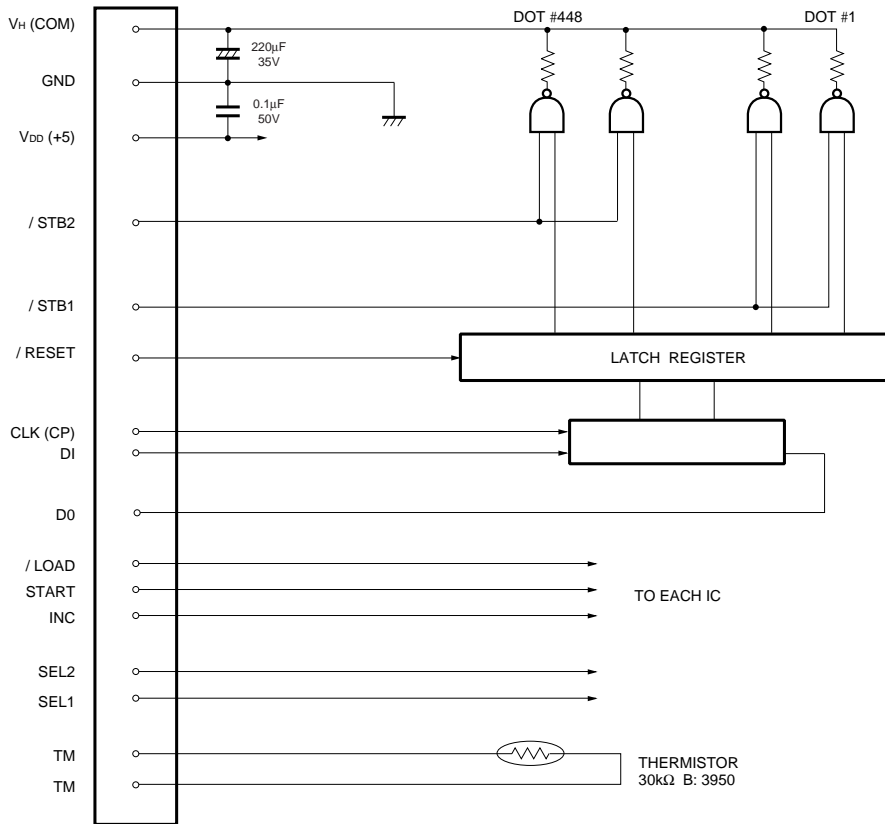 VH (COM)
DOT #448
DOT #1
220μF
35V
GND
0.1μF
50V
VDD (+5)
/ STB2
/ STB1
/ RESET
LATCH REGISTER
CLK (CP)
DI
D0
/ LOAD
START
TO EACH IC
INC
SEL2
SEL1
TM
THERMISTOR
30kΩ B: 3950
TM